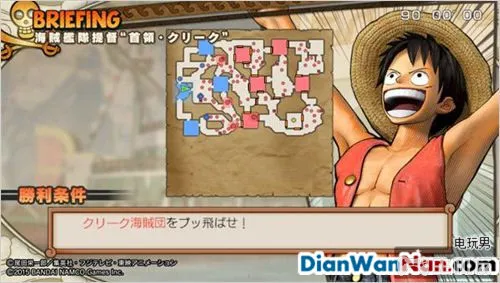 BRIEFING
90:00:00
海賊艦隊提督“首領・クリーク”
勝利条件
クリーク海賊団をブッ飛ばせ！
电玩男
DianWanNan.com
©尾田栄一郎／集英社・フジテレビ・東映アニメーション
©2015 BANDAI NAMCO Games Inc.